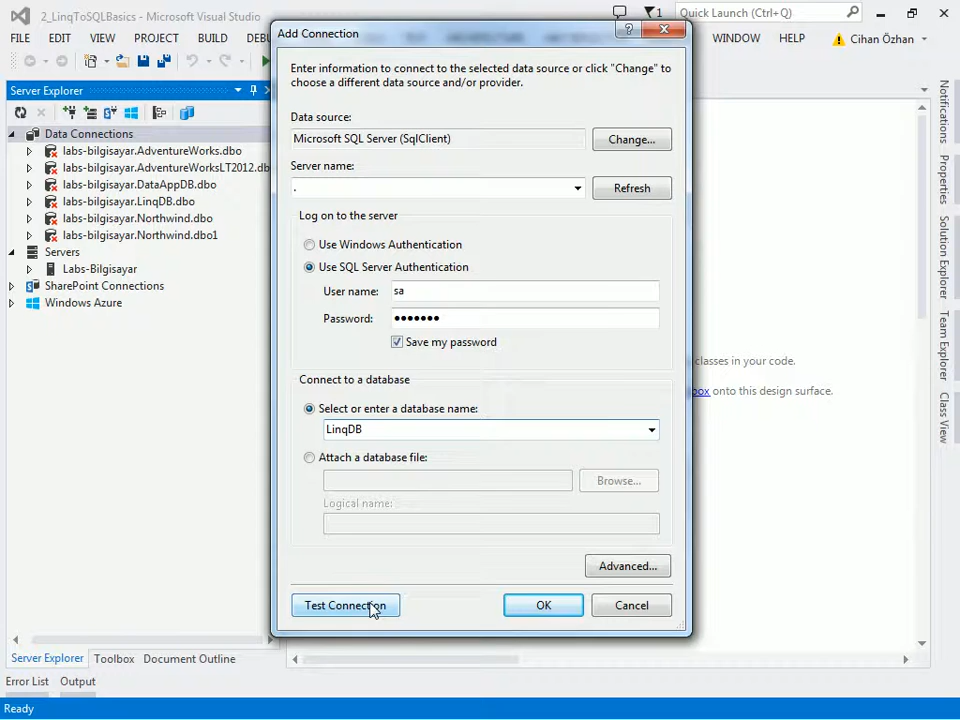 2_LinqToSQLBasics - Microsoft Visual Studio
1
Quick Launch (Ctrl+Q)
FILE EDIT VIEW PROJECT BUILD WINDOW HELP
Cihan Özhan
Server Explorer
Data Connections
labs-bilgisayar.AdventureWorks.dbo
labs-bilgisayar.AdventureWorksLT2012.db
labs-bilgisayar.DataAppDB.dbo
labs-bilgisayar.LinqDB.dbo
labs-bilgisayar.Northwind.dbo
labs-bilgisayar.Northwind.dbo1
Servers
Labs-Bilgisayar
SharePoint Connections
Windows Azure
Add Connection
Enter information to connect to the selected data source or click "Change" to
choose a different data source and/or provider.
Data source:
Microsoft SQL Server (SqlClient)
Change...
Server name:
.
Refresh
Log on to the server
Use Windows Authentication
Use SQL Server Authentication
User name: sa
Password: •••••••
Save my password
Connect to a database
Select or enter a database name:
LinqDB
Attach a database file:
Browse...
Logical name:
Advanced...
Test Connection
OK
Cancel
classes in your code.
box onto this design surface.
Notifications
Properties
Solution Explorer
Team Explorer
Class View
Server Explorer Toolbox Document Outline
Error List Output
Ready